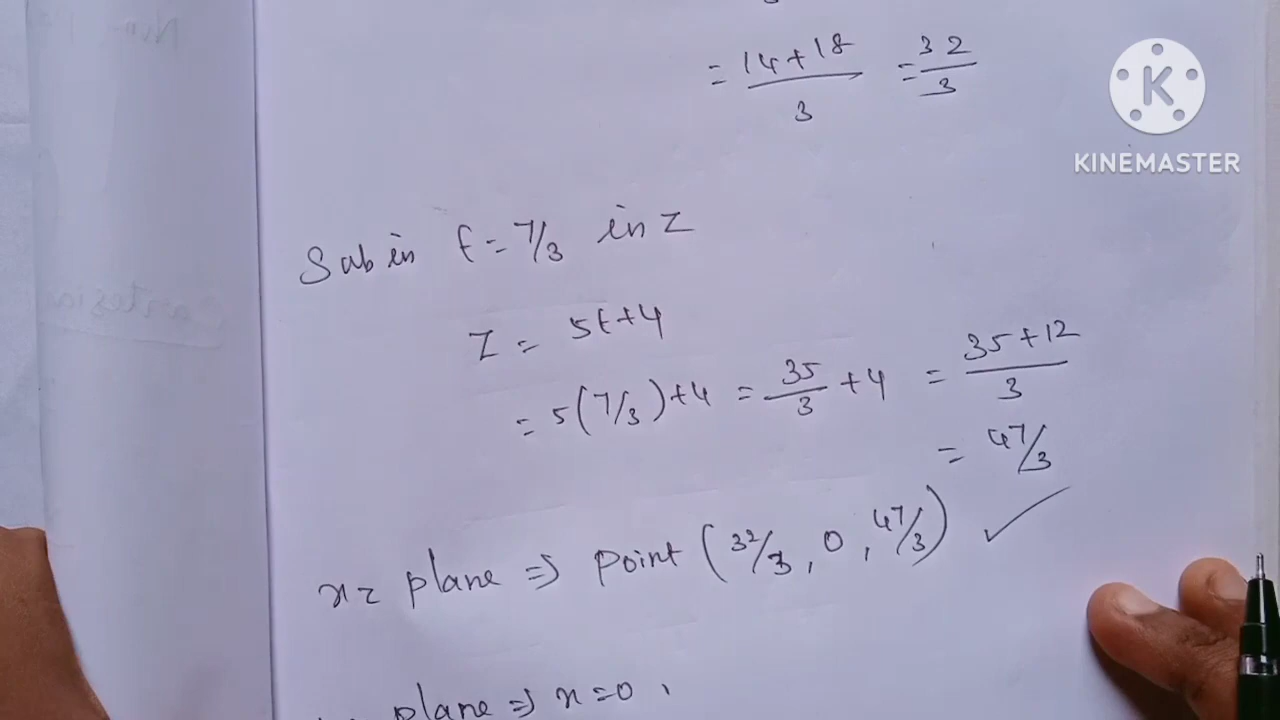 = 14+18/3 = 32/3
K
KINEMASTER
Sub in t = 7/3 in z
z = 5t+4
= 5(7/3)+4 = 35/3 + 4 = 35+12/3
= 47/3
xz plane ⇒ point (32/3, 0, 47/3) ✓
plane ⇒ x=0,